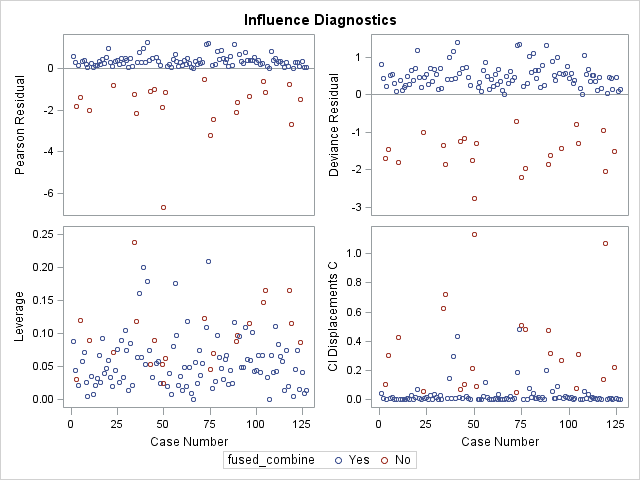 Influence Diagnostics
Pearson Residual
0
-2
-4
-6
Deviance Residual
1
0
-1
-2
-3
Leverage
0.25
0.20
0.15
0.10
0.05
0.00
0 25 50 75 100 125
Case Number
CI Displacements C
1.0
0.8
0.6
0.4
0.2
0.0
0 25 50 75 100 125
Case Number
fused_combine Yes No